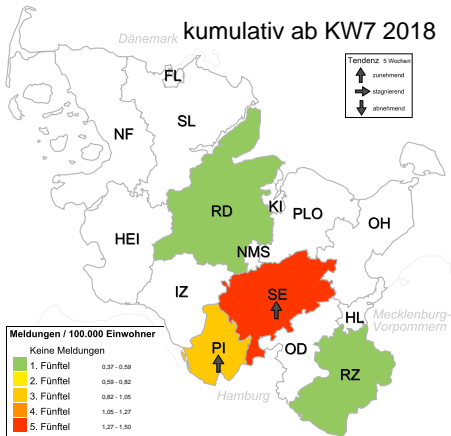 kumulativ ab KW7 2018
Dänemark
Tendenz 5 Wochen
zunehmend
stagnierend
abnehmend
FL
SL
NF
RD
KI
PLO
OH
HEI
NMS
IZ
SE
HL
Mecklenburg-
Vorpommern
PI
OD
RZ
Hamburg
Meldungen / 100.000 Einwohner
Keine Meldungen
1. Fünftel 0,37 - 0,59
2. Fünftel 0,59 - 0,82
3. Fünftel 0,82 - 1,05
4. Fünftel 1,05 - 1,27
5. Fünftel 1,27 - 1,50